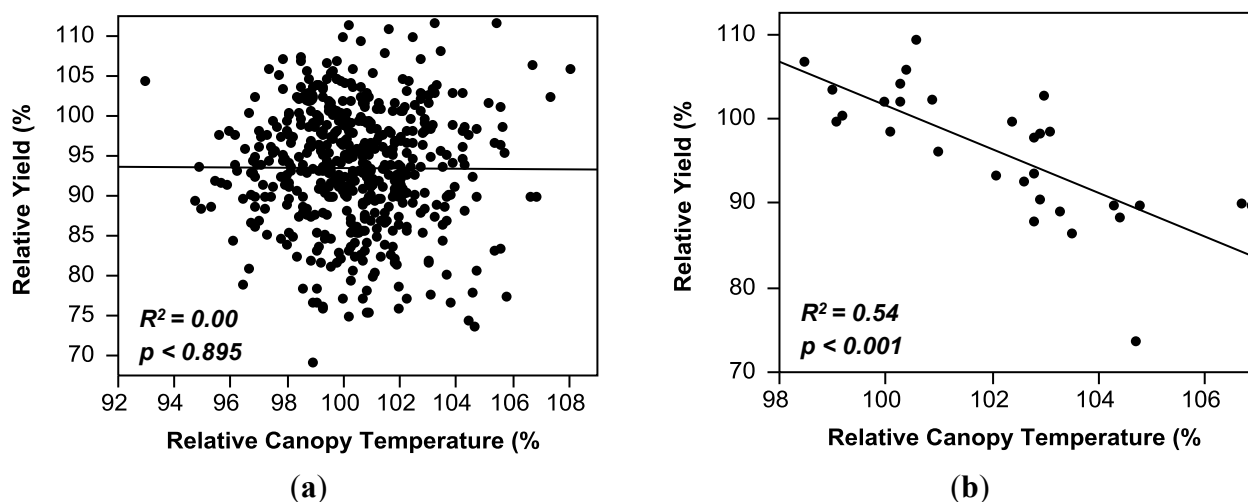 110
105
100
95
90
85
80
75
70
Relative Yield (%
R² = 0.00
p < 0.895
92 94 96 98 100 102 104 106 108
Relative Canopy Temperature (%
(a)
110
100
90
80
70
Relative Yield (%
R² = 0.54
p < 0.001
98 100 102 104 106
Relative Canopy Temperature (%
(b)